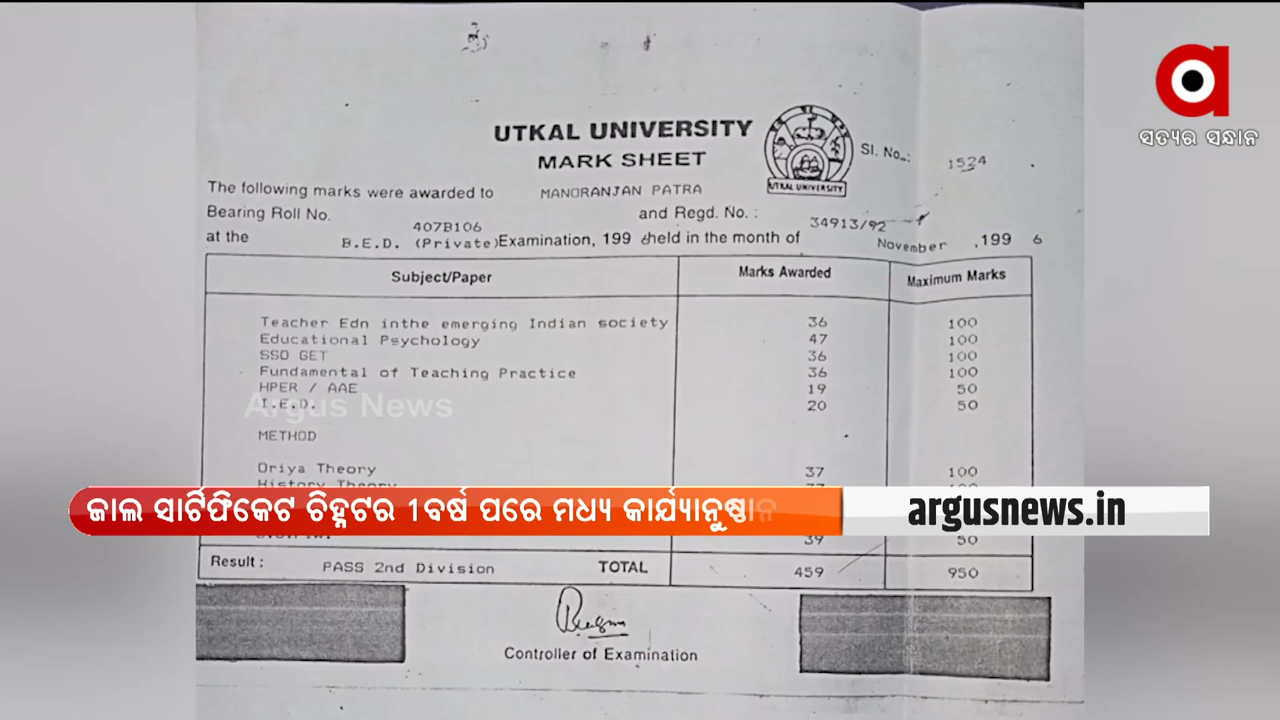 ସତ୍ୟର ସନ୍ଧାନ
UTKAL UNIVERSITY
MARK SHEET
UTKAL UNIVERSITY
Sl. No.: 1524
The following marks were awarded to MANORANJAN PATRA
Bearing Roll No. 407B106 and Regd. No. : 34913/92
at the B.E.D. (Private) Examination, 199 6 held in the month of November , 199 6
Subject/Paper Marks Awarded Maximum Marks
Teacher Edn inthe emerging Indian society 36 100
Educational Psychology 47 100
SSO GET 36 100
Fundamental of Teaching Practice 36 100
HPER / AAE 19 50
I.E.D. 20 50
Argus News
METHOD
Oriya Theory 37 100
History Theory
ଜାଲ ସାର୍ଟିଫିକେଟ ଚିହ୍ନଟର 1ବର୍ଷ ପରେ ମଧ୍ୟ କାର୍ଯ୍ୟାନୁଷ୍ଠାନ
argusnews.in
39 50
Result : PASS 2nd Division TOTAL 459 950
Controller of Examination